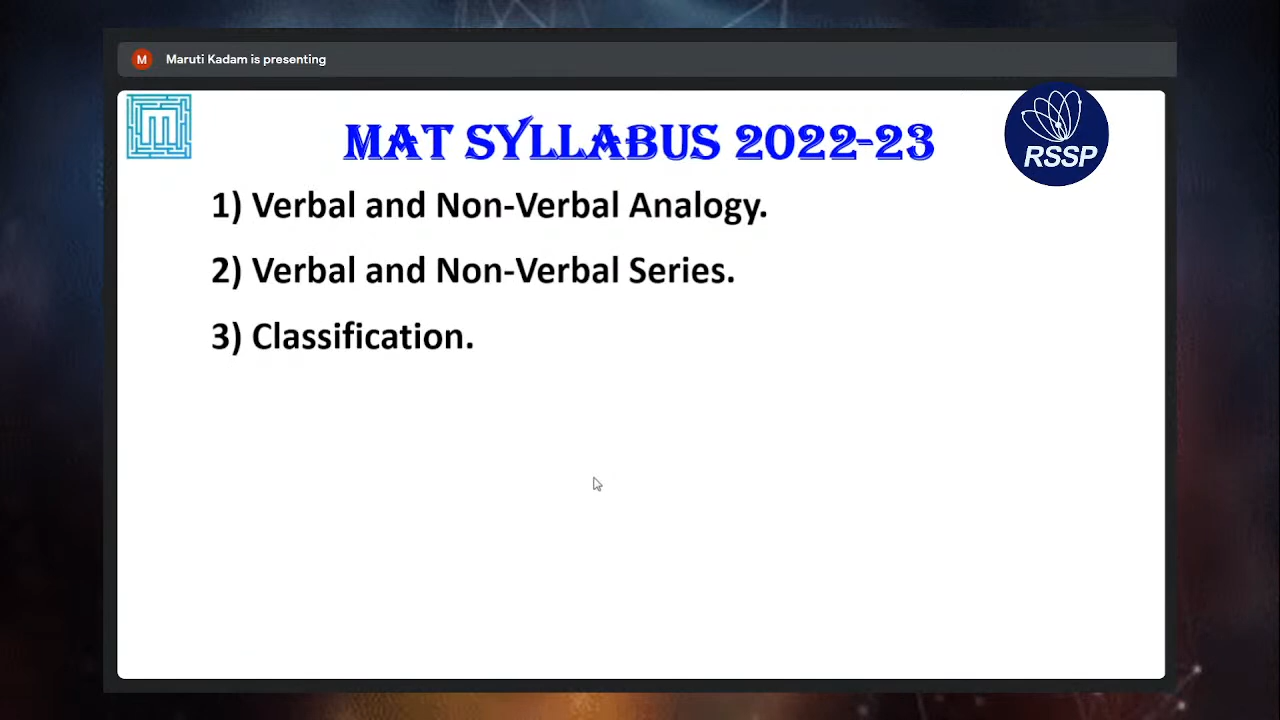 M Maruti Kadam is presenting
m
MAT SYLLABUS 2022-23
RSSP
1) Verbal and Non-Verbal Analogy.
2) Verbal and Non-Verbal Series.
3) Classification.